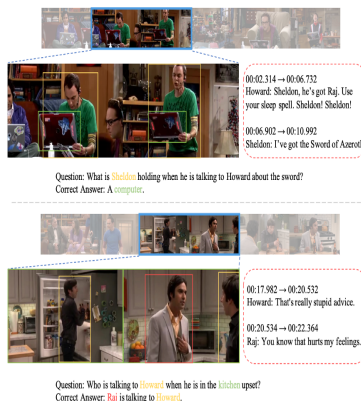 00:02.314 → 00:06.732
Howard: Sheldon, he's got Raj. Use
your sleep spell. Sheldon! Sheldon!
00:06.902 → 00:10.992
Sheldon: I've got the Sword of Azeroth
Question: What is Sheldon holding when he is talking to Howard about the sword?
Correct Answer: A computer.
00:17.982 → 00:20.532
Howard: That's really stupid advice.
00:20.534 → 00:22.364
Raj: You know that hurts my feelings.
Question: Who is talking to Howard when he is in the kitchen upset?
Correct Answer: Raj is talking to Howard.